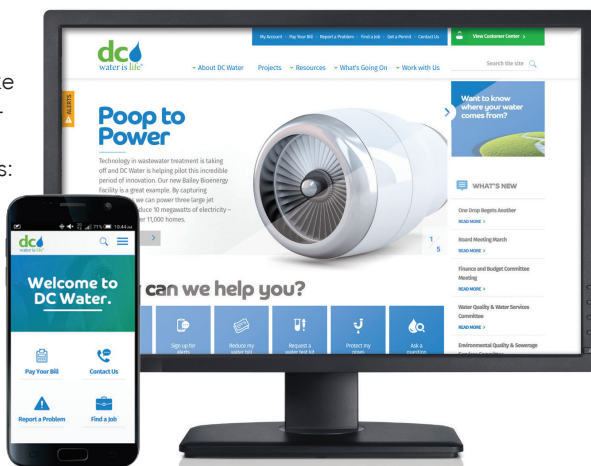 ke
-
s:
My Account · Pay Your Bill · Report a Problem · Find a Job · Get a Permit · Contact Us
View Customer Center >
dc
water is life®
About DC Water Projects Resources What's Going On Work with Us
Search the site
ALERTS
Poop to
Power
Technology in wastewater treatment is taking
off and DC Water is helping pilot this incredible
period of innovation. Our new Bailey Bioenergy
Facility is a great example. By capturing
we can power three large jet
duce 10 megawatts of electricity –
er 11,000 homes.
1
5
Want to know
where your water
comes from?
WHAT'S NEW
One Drop Begets Another
READ MORE >
Board Meeting March
READ MORE >
Finance and Budget Committee
Meeting
READ MORE >
Water Quality & Water Services
Committee
READ MORE >
Environmental Quality & Sewerage
can we help you?
Sign up for
alerts
Reduce my
water bill
Request a
water test kit
Protect my
pipes
Ask a
question
71% 10:44 AM
dc
water is life®
Welcome to
DC Water.
Pay Your Bill
Contact Us
Report a Problem
Find a Job